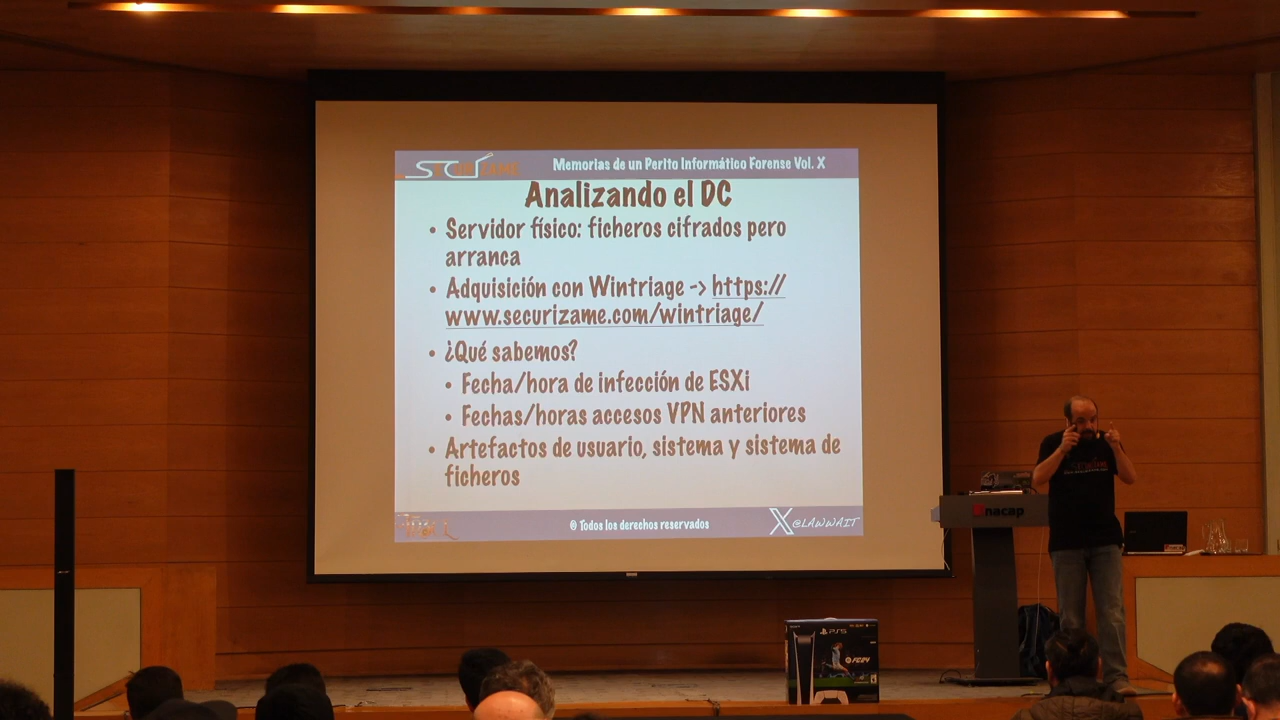 SECURIZAME
Memorias de un Perito Informático Forense Vol. X
Analizando el DC
• Servidor físico: ficheros cifrados pero
arranca
• Adquisición con Wintriage -> https://
www.securizame.com/wintriage/
• ¿Qué sabemos?
• Fecha/hora de infección de ESXi
• Fechas/horas accesos VPN anteriores
• Artefactos de usuario, sistema y sistema de
ficheros
© Todos los derechos reservados
X @LAWWAIT
inacap
PS5
FC24